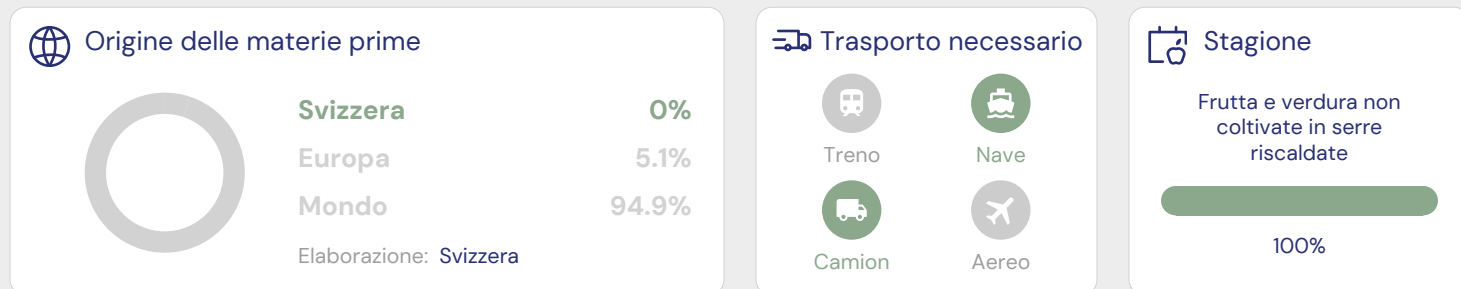 Origine delle materie prime
Svizzera 0%
Europa 5.1%
Mondo 94.9%
Elaborazione: Svizzera
Trasporto necessario
Treno
Nave
Camion
Aereo
Stagione
Frutta e verdura non
coltivate in serre
riscaldate
100%